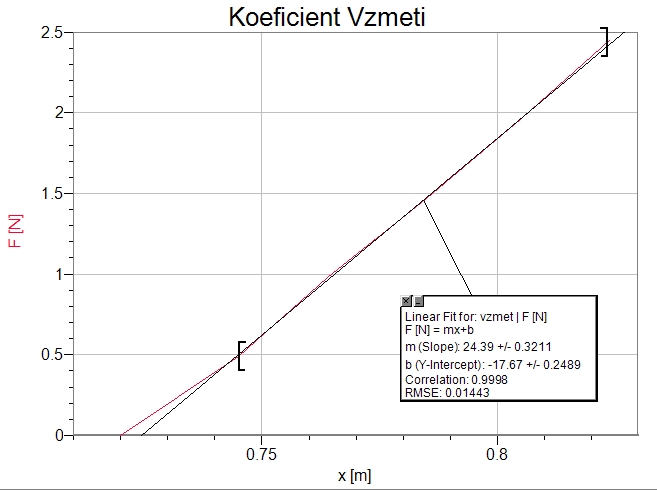 Koeficient Vzmeti
2.5
2
1.5
1
0.5
0
F [N]
0.75
0.8
x [m]
Linear Fit for: vzmet | F [N]
F [N] = mx+b
m (Slope): 24.39 +/- 0.3211
b (Y-Intercept): -17.67 +/- 0.2489
Correlation: 0.9998
RMSE: 0.01443